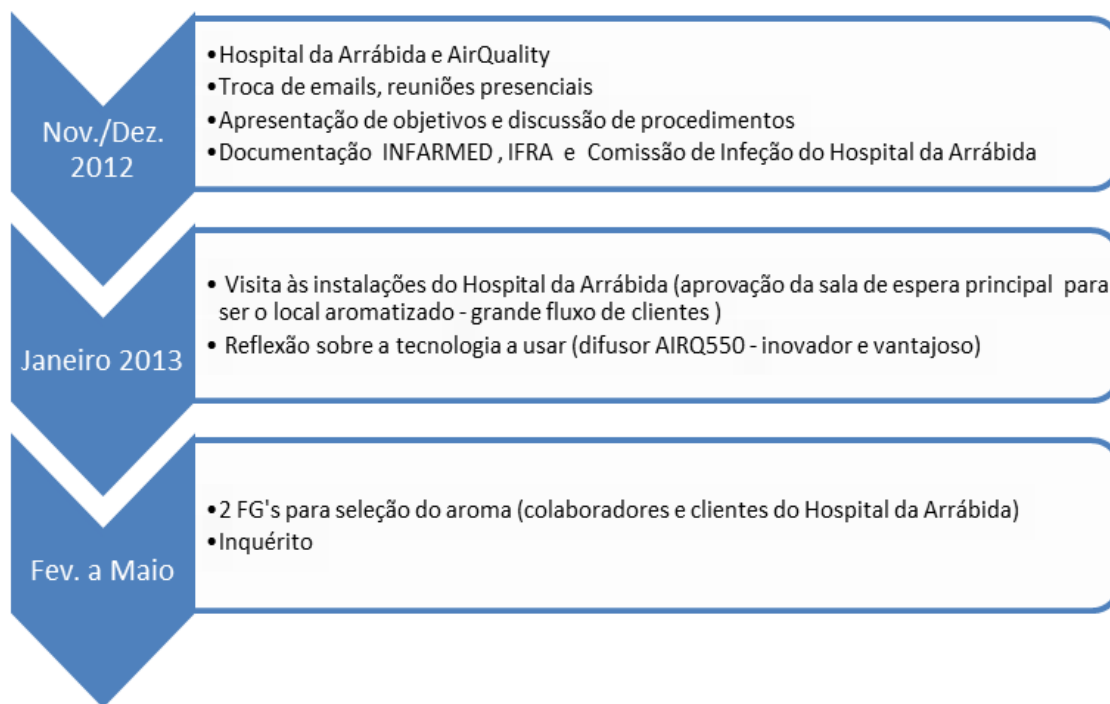 Nov./Dez.
2012
•Hospital da Arrábida e AirQuality
•Troca de emails, reuniões presenciais
•Apresentação de objetivos e discussão de procedimentos
•Documentação INFARMED , IFRA e Comissão de Infeção do Hospital da Arrábida
Janeiro 2013
• Visita às instalações do Hospital da Arrábida (aprovação da sala de espera principal para
ser o local aromatizado - grande fluxo de clientes )
• Reflexão sobre a tecnologia a usar (difusor AIRQ550 - inovador e vantajoso)
Fev. a Maio
•2 FG's para seleção do aroma (colaboradores e clientes do Hospital da Arrábida)
•Inquérito